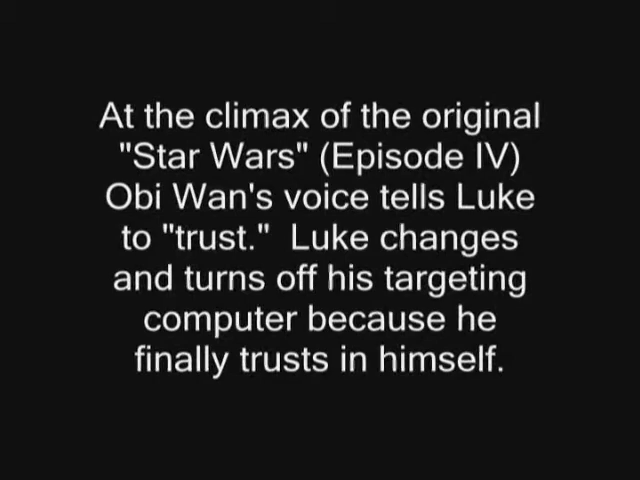 At the climax of the original
"Star Wars" (Episode IV)
Obi Wan's voice tells Luke
to "trust."  Luke changes
and turns off his targeting
computer because he
finally trusts in himself.